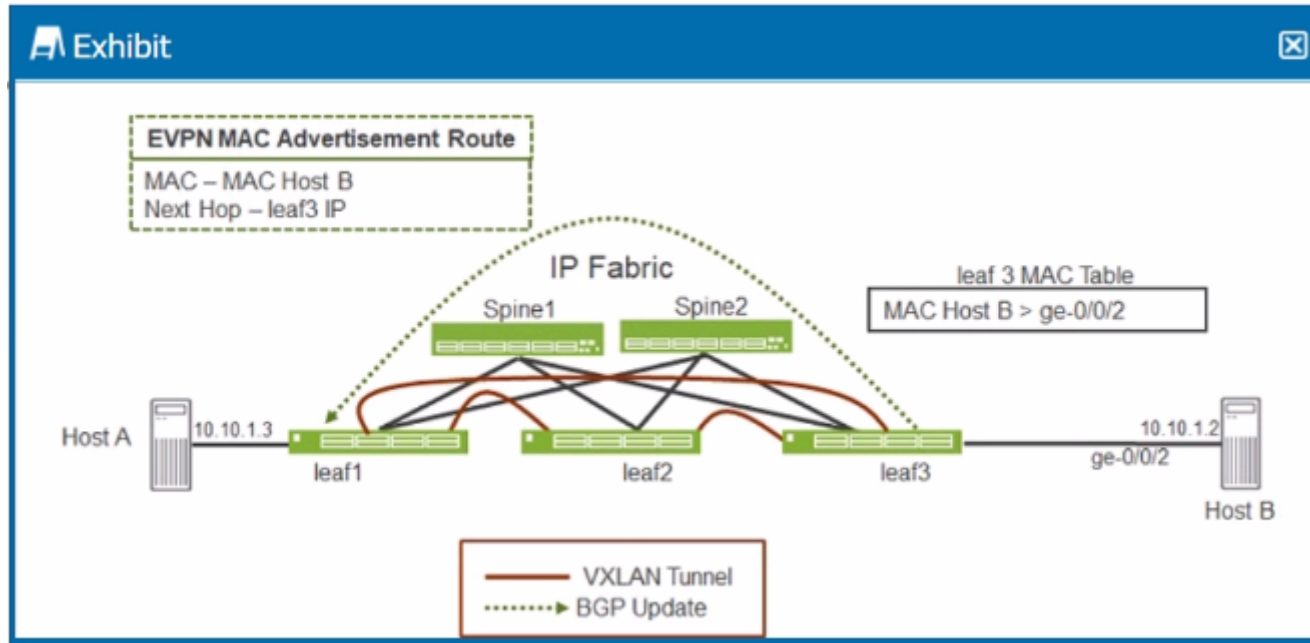 Exhibit
EVPN MAC Advertisement Route
MAC – MAC Host B
Next Hop – leaf3 IP
IP Fabric
leaf 3 MAC Table
MAC Host B > ge-0/0/2
Spine1
Spine2
Host A
10.10.1.3
leaf1
leaf2
leaf3
10.10.1.2
ge-0/0/2
Host B
VXLAN Tunnel
BGP Update